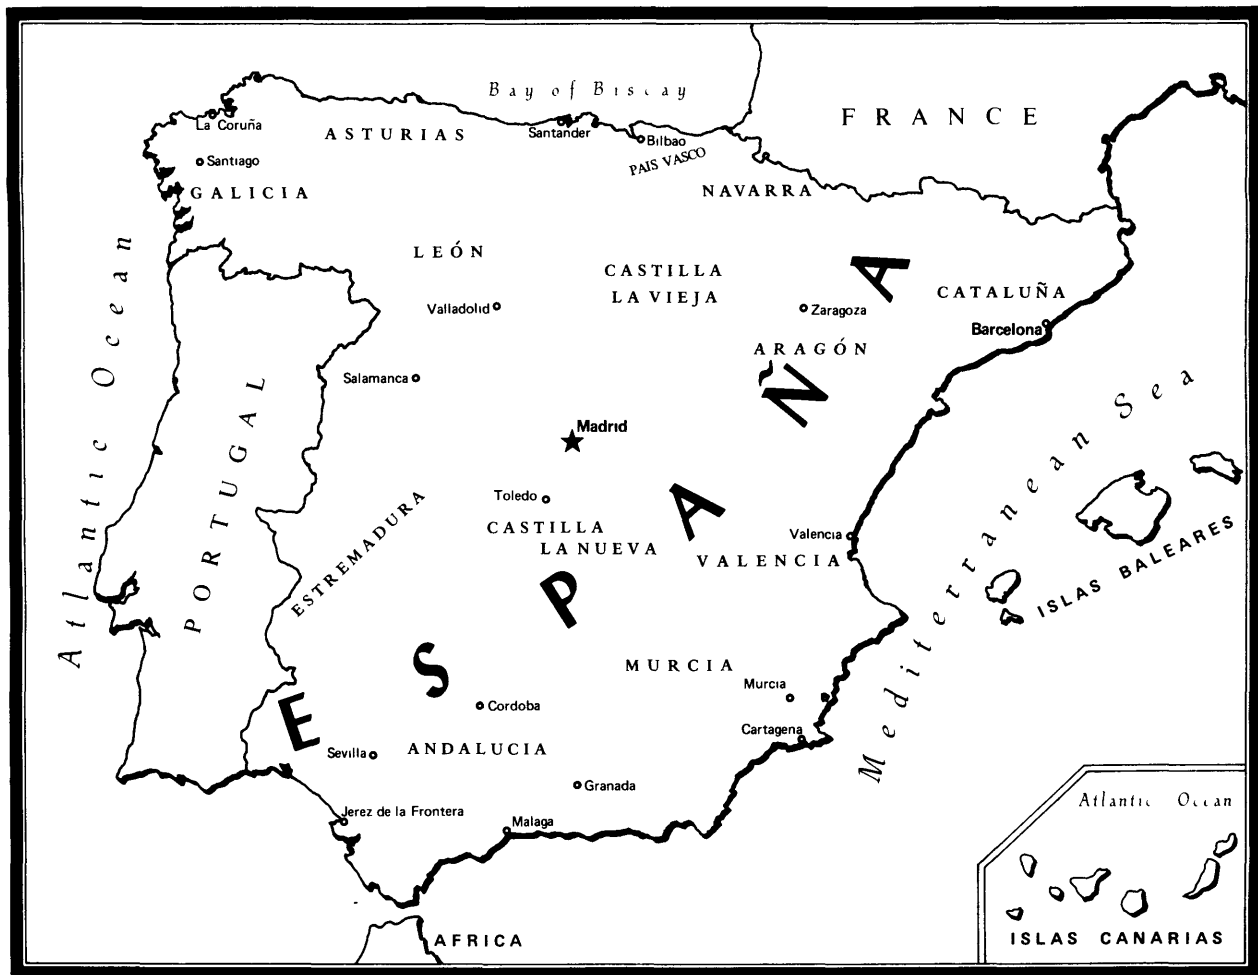 Bay of Biscay
FRANCE
La Coruña
ASTURIAS
Santander
Bilbao
PAIS VASCO
Santiago
GALICIA
NAVARRA
LEÓN
CASTILLA
LA VIEJA
CATALUÑA
Valladolid
Zaragoza
Barcelona
ARAGÓN
Salamanca
Atlantic Ocean
PORTUGAL
Madrid
ESPAÑA
Mediterranean Sea
Toledo
CASTILLA
LA NUEVA
ESTREMADURA
Valencia
VALENCIA
ISLAS BALEARES
MURCIA
Murcia
Cordoba
Cartagena
Sevilla
ANDALUCIA
Granada
Jerez de la Frontera
Malaga
AFRICA
Atlantic Ocean
ISLAS CANARIAS